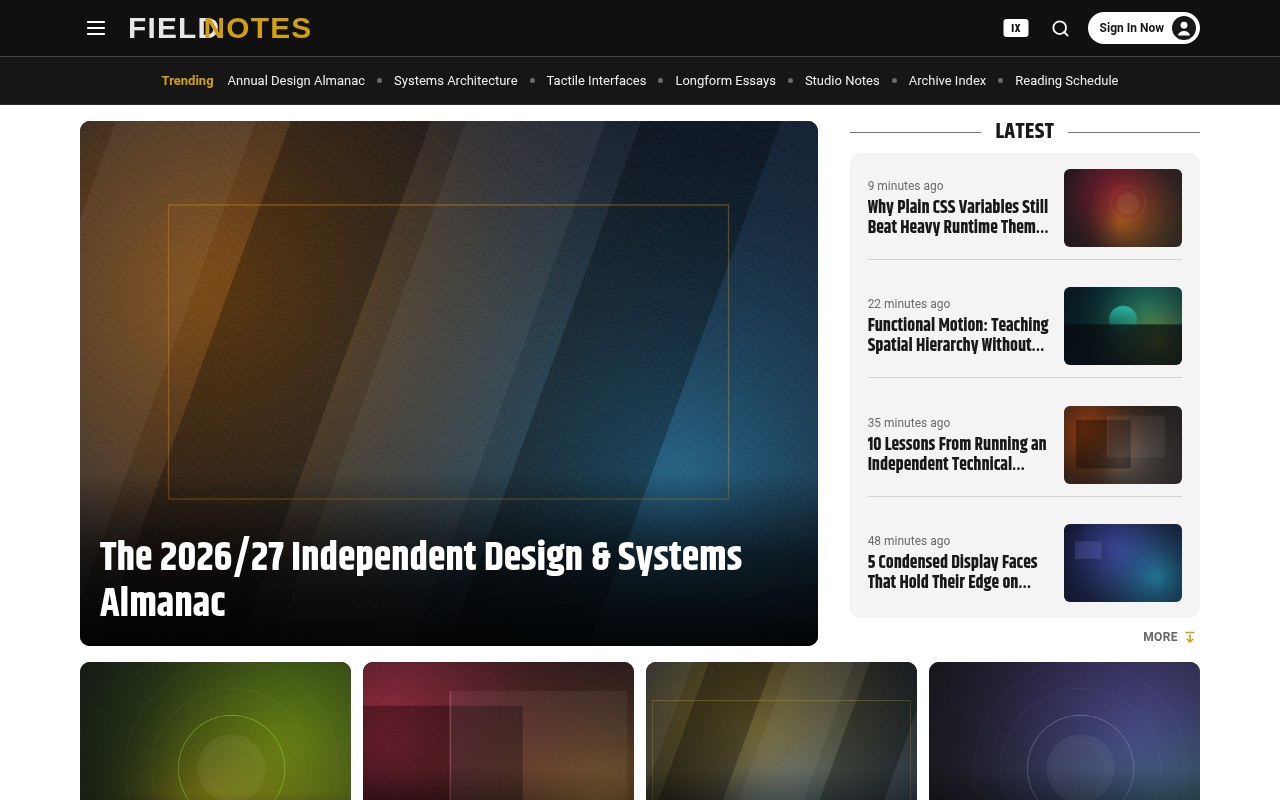 FIELDNOTES
IX
Sign In Now
Trending Annual Design Almanac Systems Architecture Tactile Interfaces Longform Essays Studio Notes Archive Index Reading Schedule
The 2026/27 Independent Design & Systems
Almanac
LATEST
9 minutes ago
Why Plain CSS Variables Still
Beat Heavy Runtime Them...
22 minutes ago
Functional Motion: Teaching
Spatial Hierarchy Without...
35 minutes ago
10 Lessons From Running an
Independent Technical...
48 minutes ago
5 Condensed Display Faces
That Hold Their Edge on...
MORE